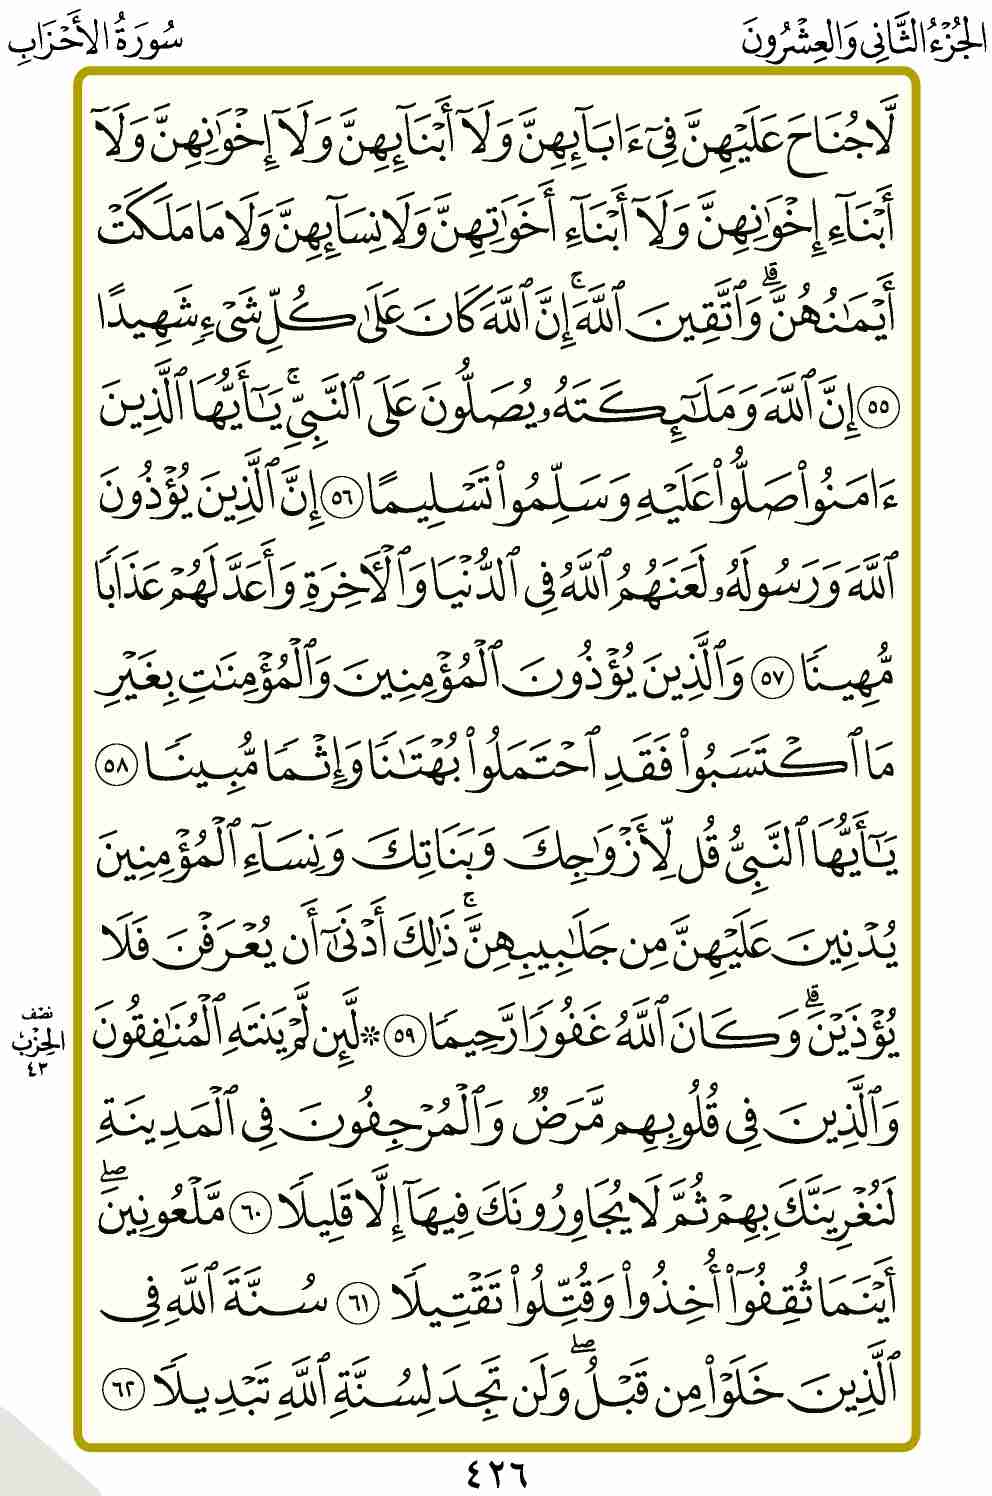 الجُزْءُ الثَّانِي وَالعِشْرُونَ
سُورَةُ الأَحْزَابِ
لَّا جُنَاحَ عَلَيْهِنَّ فِىٓ ءَابَآئِهِنَّ وَلَآ أَبْنَآئِهِنَّ وَلَآ إِخْوَٰنِهِنَّ وَلَآ
أَبْنَآءِ إِخْوَٰنِهِنَّ وَلَآ أَبْنَآءِ أَخَوَٰتِهِنَّ وَلَا نِسَآئِهِنَّ وَلَا مَا مَلَكَتْ
أَيْمَٰنُهُنَّ ۗ وَٱتَّقِينَ ٱللَّهَ ۚ إِنَّ ٱللَّهَ كَانَ عَلَىٰ كُلِّ شَىْءٍ شَهِيدًا
٥٥ إِنَّ ٱللَّهَ وَمَلَٰٓئِكَتَهُۥ يُصَلُّونَ عَلَى ٱلنَّبِىِّ ۚ يَٰٓأَيُّهَا ٱلَّذِينَ
ءَامَنُوا۟ صَلُّوا۟ عَلَيْهِ وَسَلِّمُوا۟ تَسْلِيمًا ٥٦ إِنَّ ٱلَّذِينَ يُؤْذُونَ
ٱللَّهَ وَرَسُولَهُۥ لَعَنَهُمُ ٱللَّهُ فِى ٱلدُّنْيَا وَٱلْءَاخِرَةِ وَأَعَدَّ لَهُمْ عَذَابًا
مُّهِينًا ٥٧ وَٱلَّذِينَ يُؤْذُونَ ٱلْمُؤْمِنِينَ وَٱلْمُؤْمِنَٰتِ بِغَيْرِ
مَا ٱكْتَسَبُوا۟ فَقَدِ ٱحْتَمَلُوا۟ بُهْتَٰنًا وَإِثْمًا مُّبِينًا ٥٨
يَٰٓأَيُّهَا ٱلنَّبِىُّ قُل لِّأَزْوَٰجِكَ وَبَنَاتِكَ وَنِسَآءِ ٱلْمُؤْمِنِينَ
يُدْنِينَ عَلَيْهِنَّ مِن جَلَٰبِيبِهِنَّ ۚ ذَٰلِكَ أَدْنَىٰٓ أَن يُعْرَفْنَ فَلَا
يُؤْذَيْنَ ۗ وَكَانَ ٱللَّهُ غَفُورًا رَّحِيمًا ٥٩ * لَّئِن لَّمْ يَنتَهِ ٱلْمُنَٰفِقُونَ
نصف
الحزب
٤٣
وَٱلَّذِينَ فِى قُلُوبِهِم مَّرَضٌ وَٱلْمُرْجِفُونَ فِى ٱلْمَدِينَةِ
لَنُغْرِيَنَّكَ بِهِمْ ثُمَّ لَا يُجَاوِرُونَكَ فِيهَآ إِلَّا قَلِيلًا ٦٠ مَّلْعُونِينَ ۖ
أَيْنَمَا ثُقِفُوٓا۟ أُخِذُوا۟ وَقُتِّلُوا۟ تَقْتِيلًا ٦١ سُنَّةَ ٱللَّهِ فِى
ٱلَّذِينَ خَلَوْا۟ مِن قَبْلُ ۖ وَلَن تَجِدَ لِسُنَّةِ ٱللَّهِ تَبْدِيلًا ٦٢
٤٢٦